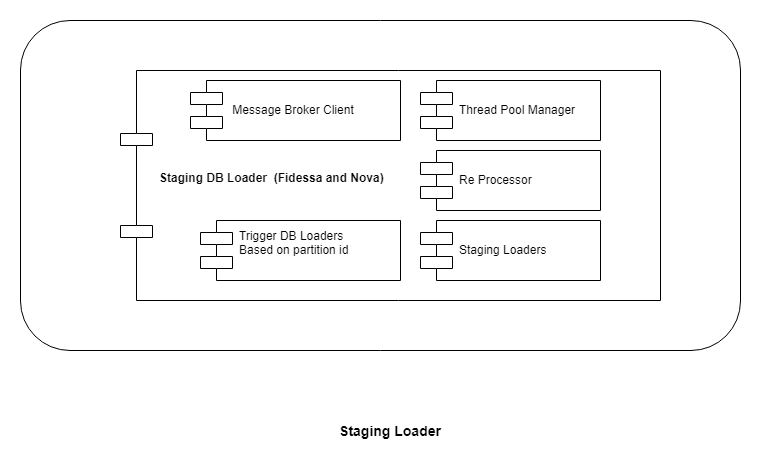 Message Broker Client
Thread Pool Manager
Staging DB Loader  (Fidessa and Nova)
Re Processor
Trigger DB Loaders
Based on partition id
Staging Loaders
Staging Loader